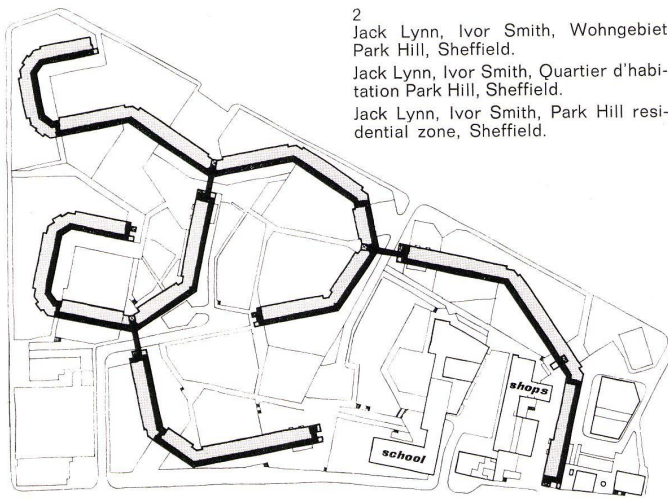 2
Jack Lynn, Ivor Smith, Wohngebiet
Park Hill, Sheffield.
Jack Lynn, Ivor Smith, Quartier d'habi-
tation Park Hill, Sheffield.
Jack Lynn, Ivor Smith, Park Hill resi-
dential zone, Sheffield.
shops
school